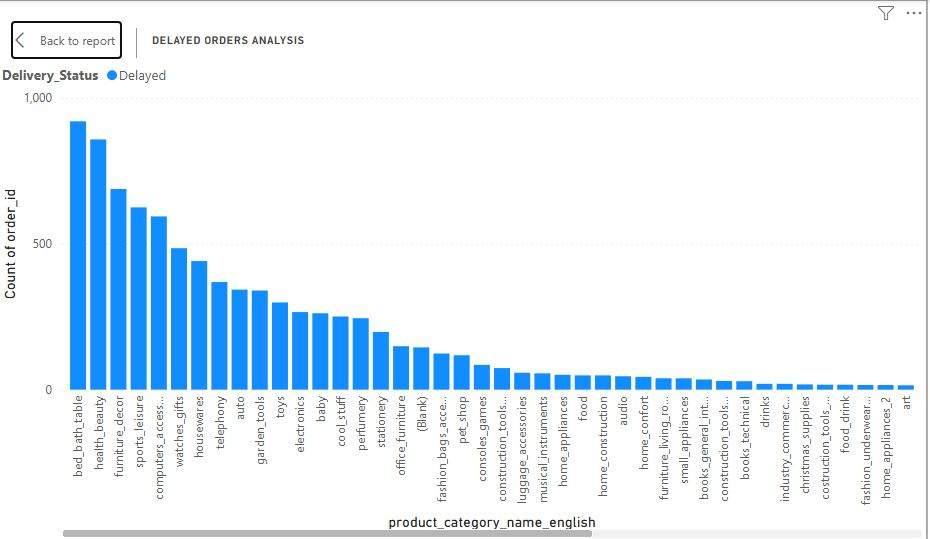 Back to report
DELAYED ORDERS ANALYSIS
Delivery_Status Delayed
1,000
500
0
Count of order_id
bed_bath_table
health_beauty
furniture_decor
sports_leisure
computers_access...
watches_gifts
housewares
telephony
auto
garden_tools
toys
electronics
baby
cool_stuff
perfumery
stationery
office_furniture
(Blank)
fashion_bags_acce...
pet_shop
consoles_games
construction_tools...
luggage_accessories
musical_instruments
home_appliances
food
home_construction
audio
home_confort
furniture_living_ro...
small_appliances
books_general_int...
construction_tools...
books_technical
drinks
industry_commerc...
christmas_supplies
costruction_tools_...
food_drink
fashion_underwear...
home_appliances_2
art
product_category_name_english